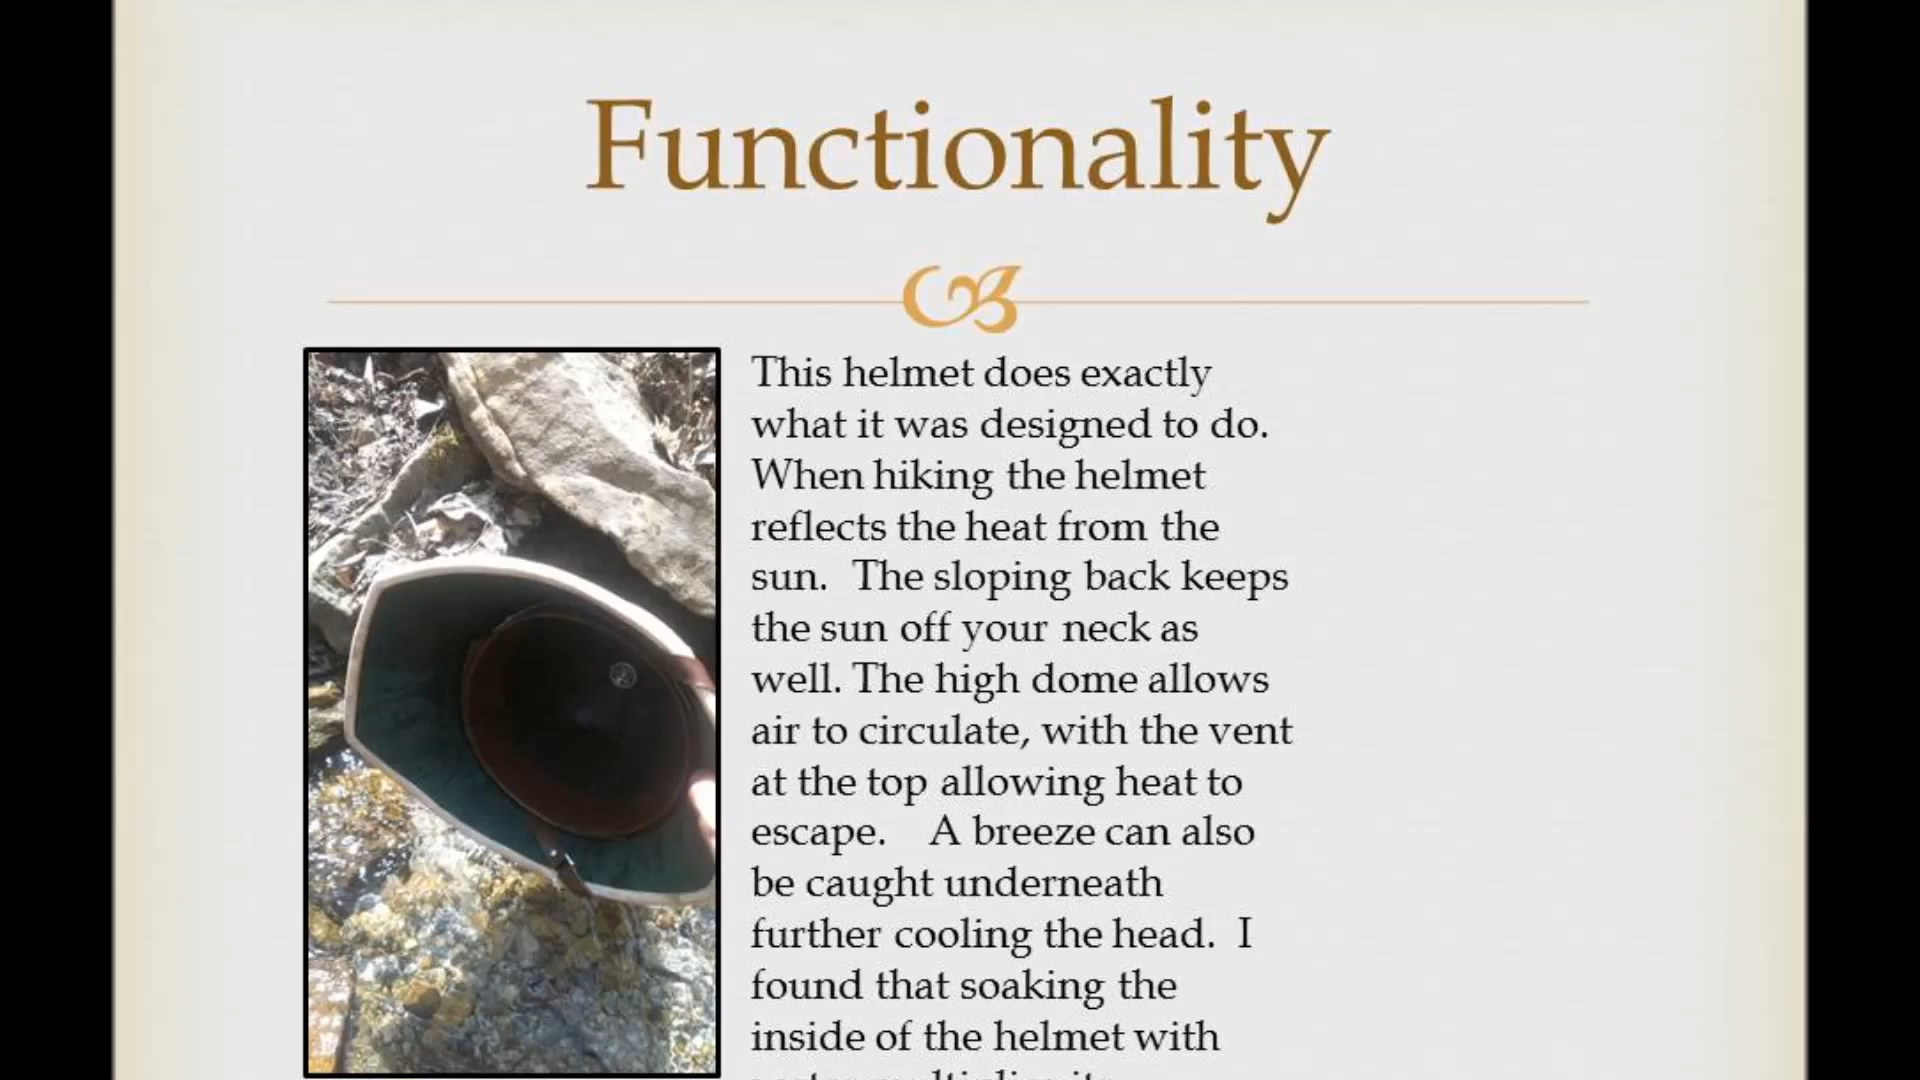 Functionality
This helmet does exactly
what it was designed to do.
When hiking the helmet
reflects the heat from the
sun.  The sloping back keeps
the sun off your neck as
well. The high dome allows
air to circulate, with the vent
at the top allowing heat to
escape.    A breeze can also
be caught underneath
further cooling the head.  I
found that soaking the
inside of the helmet with